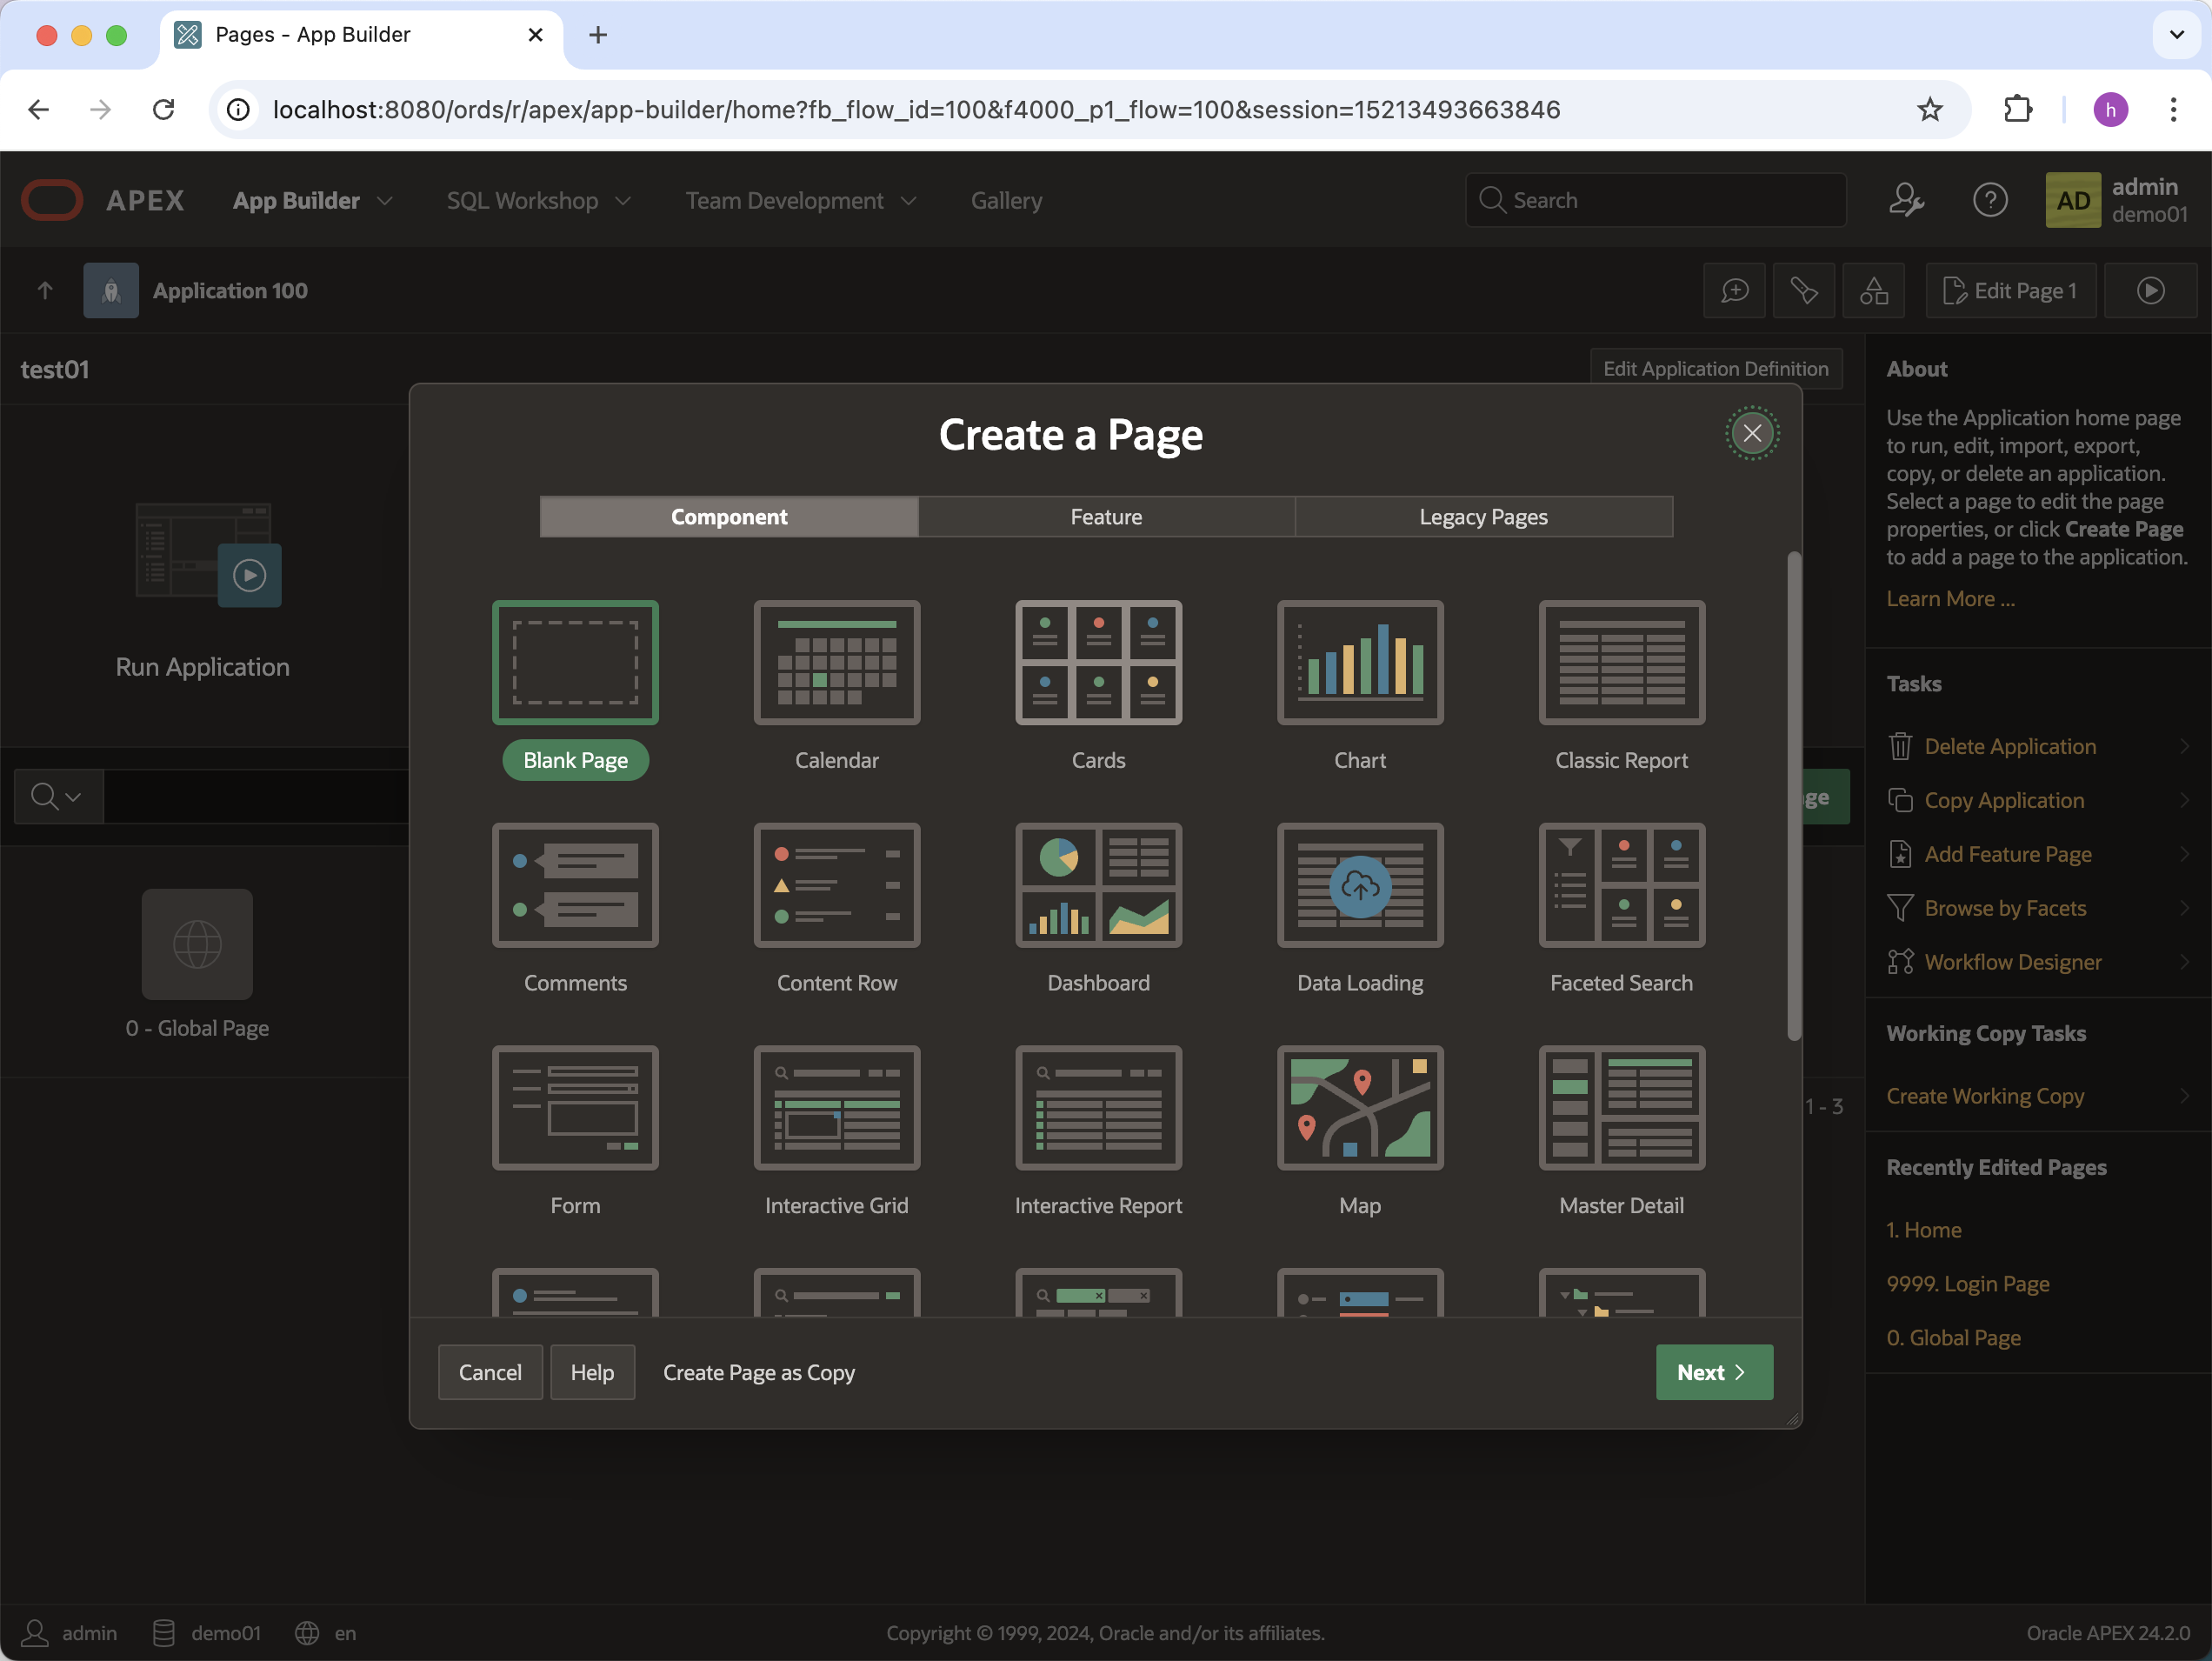 Pages - App Builder
localhost:8080/ords/r/apex/app-builder/home?fb_flow_id=100&f4000_p1_flow=100&session=15213493663846
h
APEX
App Builder
SQL Workshop
Team Development
Gallery
Search
AD
admin
demo01
Application 100
Edit Page 1
test01
Edit Application Definition
Run Application
0 - Global Page
1 - 3
Create a Page
Component
Feature
Legacy Pages
Blank Page
Calendar
Cards
Chart
Classic Report
Comments
Content Row
Dashboard
Data Loading
Faceted Search
Form
Interactive Grid
Interactive Report
Map
Master Detail
Cancel
Help
Create Page as Copy
Next
About
Use the Application home page
to run, edit, import, export,
copy, or delete an application.
Select a page to edit the page
properties, or click Create Page
to add a page to the application.
Learn More ...
Tasks
Delete Application
Copy Application
Add Feature Page
Browse by Facets
Workflow Designer
Working Copy Tasks
Create Working Copy
Recently Edited Pages
1. Home
9999. Login Page
0. Global Page
admin
demo01
en
Copyright © 1999, 2024, Oracle and/or its affiliates.
Oracle APEX 24.2.0